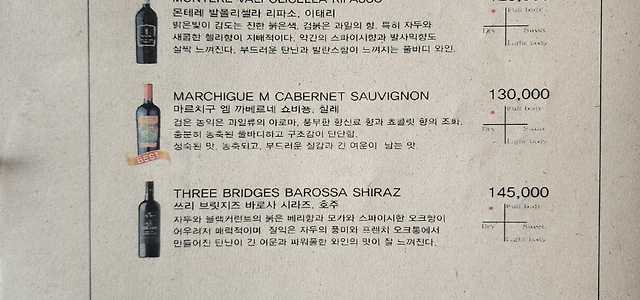 몬테레 발폴리첼라 리파소, 이태리
밝은빛이 감도는 진한 붉은색, 검붉은 과일의 향, 특히 자두와
새콤한 첼리향이 지배적이다. 약간의 스파이시향과 발사믹향도
살짝 느껴진다. 부드러운 탄닌과 발란스향이 느껴지는 풀바디 와인.
Full body
Dry Sweet
Light body
MARCHIGUE M CABERNET SAUVIGNON 130,000
마르치구 엠 까베르네 쇼비뇽, 칠레
검은 농익은 과일류의 아로마, 풍부한 향신료 향과 쵸콜릿 향의 조화.
충분히 농축된 풀바디하고 구조감이 단단함.
성숙된 맛, 농축되고, 부드러운 질감과 긴 여운이 남는 맛.
BEST
Full body
Dry Sweet
Light body
THREE BRIDGES BAROSSA SHIRAZ 145,000
쓰리 브릿지즈 바로사 시라즈, 호주
자두와 블랙커런트의 붉은 베리향과 모카와 스파이시한 오크향이
어우러져 매력적이며 잘익은 자두의 풍미와 프렌치 오크통에서
만들어진 탄닌이 긴 여운과 파워풀한 와인의 맛이 잘 느껴진다.
Full body
Dry Sweet
Light body